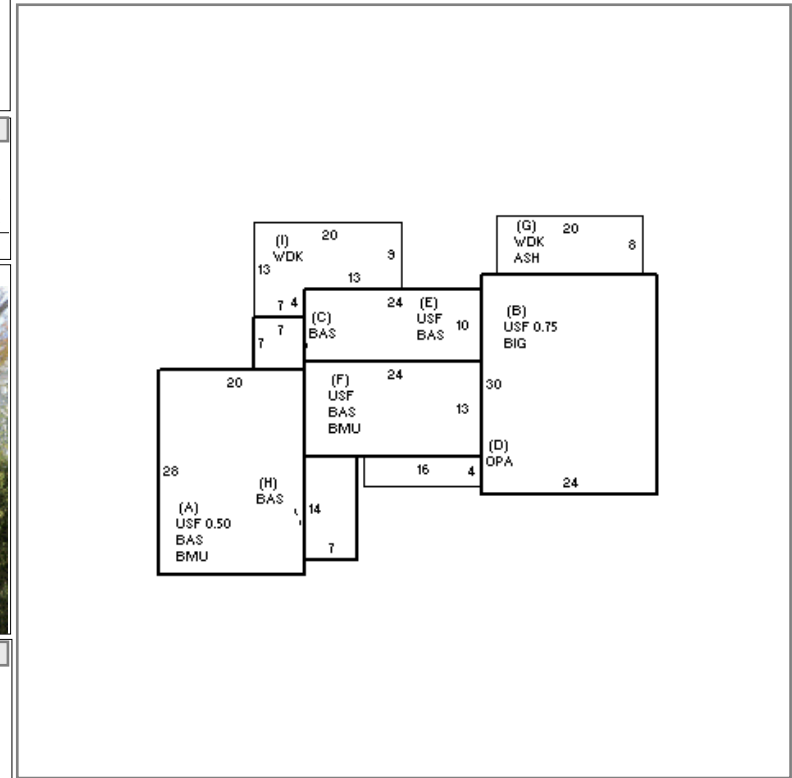 (G)
20
WDK
ASH
8
(I)
20
WDK
9
13
13
7 4
24
(E)
USF
BAS
10
(C)
BAS
7
7
(B)
USF 0.75
BIG
20
24
(F)
USF
BAS
BMU
13
30
(D)
OPA
16
4
24
28
(H)
BAS
14
(A)
USF 0.50
BAS
BMU
7